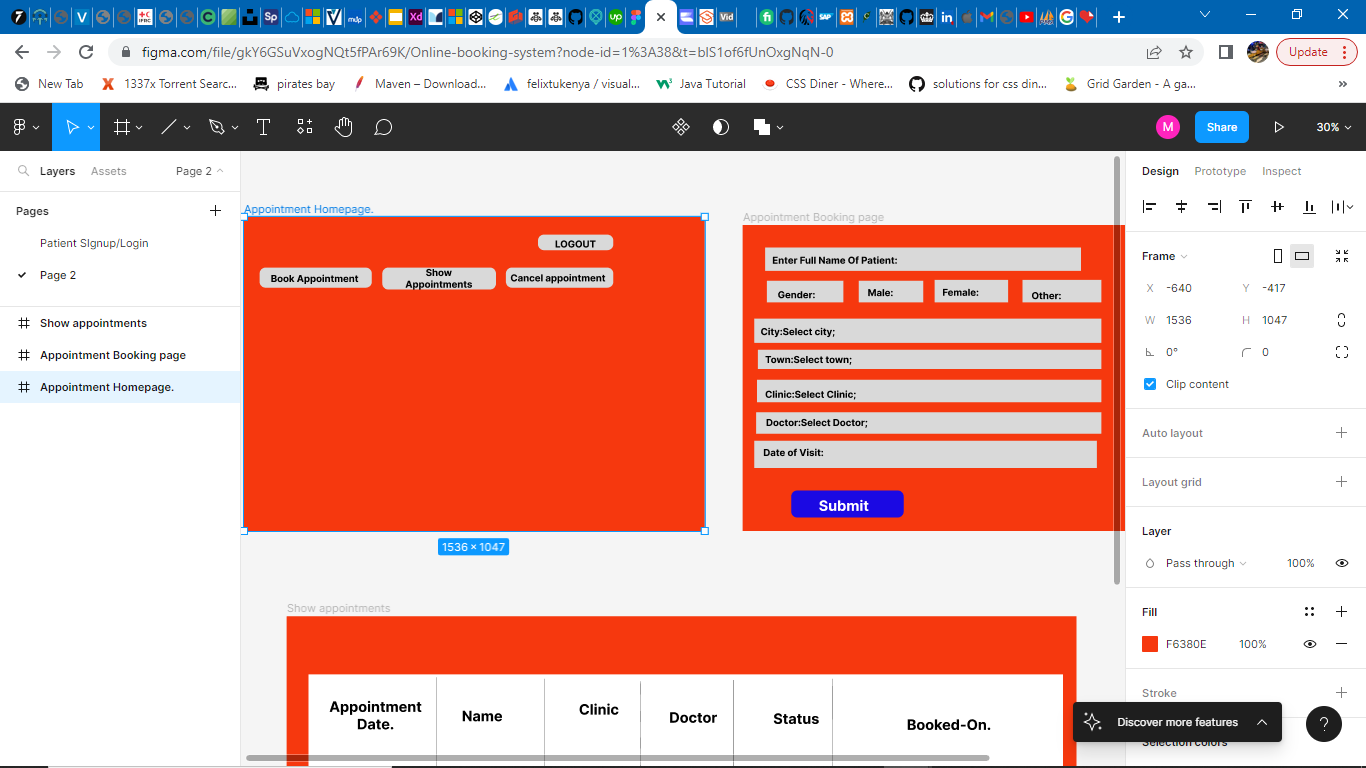 figma.com/file/gkY6GSuVxogNQt5fPAr69K/Online-booking-system?node-id=1%3A38&t=bIS1of6fUnOxgNqN-0
Update
New Tab
1337x Torrent Searc...
pirates bay
Maven – Download...
felixtukenya / visual...
Java Tutorial
CSS Diner - Where...
solutions for css din...
Grid Garden - A ga...
M
Share
30%
Layers
Assets
Page 2
Pages
Patient SIgnup/Login
Page 2
Show appointments
Appointment Booking page
Appointment Homepage.
Appointment Homepage.
LOGOUT
Book Appointment
Show
Appointments
Cancel appointment
1536 × 1047
Appointment Booking page
Enter Full Name Of Patient:
Gender:
Male:
Female:
Other:
City:Select city;
Town:Select town;
Clinic:Select Clinic;
Doctor:Select Doctor;
Date of Visit:
Submit
Show appointments
Appointment
Date.
Name
Clinic
Doctor
Status
Booked-On.
Design
Prototype
Inspect
Frame
X -640
Y -417
W 1536
H 1047
0°
0
Clip content
Auto layout
Layout grid
Layer
Pass through
100%
Fill
F6380E
100%
Stroke
Discover more features
?
Selection colors